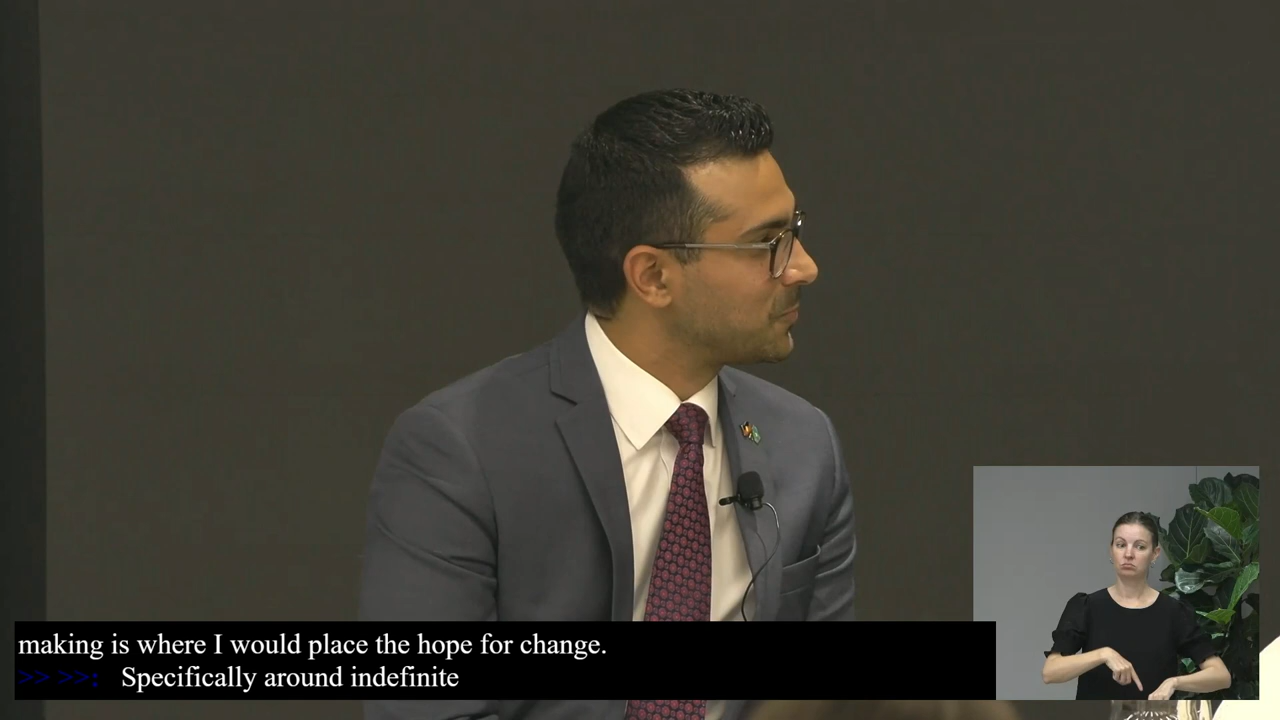 making is where I would place the hope for change.
>> >>: Specifically around indefinite